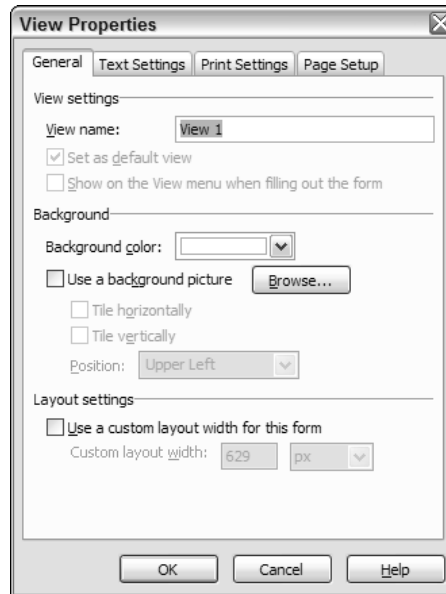 View Properties
General Text Settings Print Settings Page Setup
View settings
View name: View 1
Set as default view
Show on the View menu when filling out the form
Background
Background color:
Use a background picture Browse...
Tile horizontally
Tile vertically
Position: Upper Left
Layout settings
Use a custom layout width for this form
Custom layout width: 629 px
OK Cancel Help